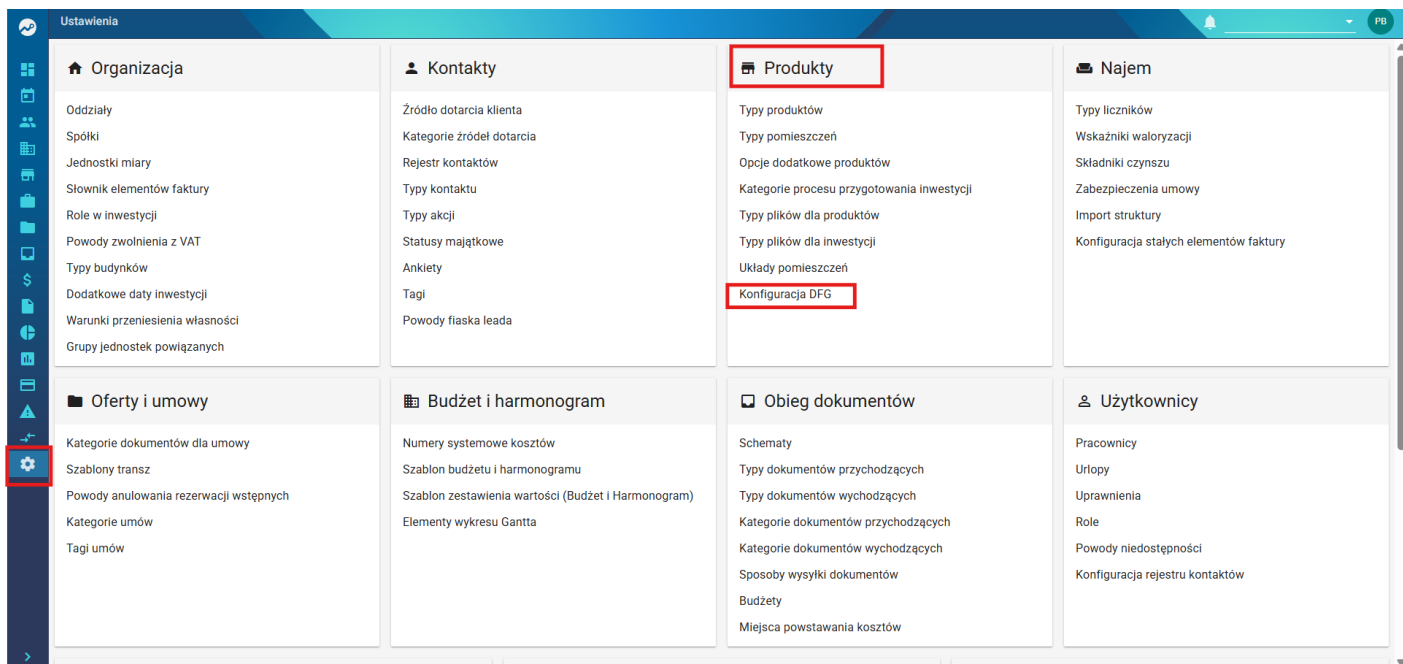 Ustawienia
PB
Organizacja
Oddziały
Spółki
Jednostki miary
Słownik elementów faktury
Role w inwestycji
Powody zwolnienia z VAT
Typy budynków
Dodatkowe daty inwestycji
Warunki przeniesienia własności
Grupy jednostek powiązanych
Kontakty
Źródło dotarcia klienta
Kategorie źródeł dotarcia
Rejestr kontaktów
Typy kontaktu
Typy akcji
Statusy majątkowe
Ankiety
Tagi
Powody fiaska leada
Produkty
Typy produktów
Typy pomieszczeń
Opcje dodatkowe produktów
Kategorie procesu przygotowania inwestycji
Typy plików dla produktów
Typy plików dla inwestycji
Układy pomieszczeń
Konfiguracja DFG
Najem
Typy liczników
Wskaźniki waloryzacji
Składniki czynszu
Zabezpieczenia umowy
Import struktury
Konfiguracja stałych elementów faktury
Oferty i umowy
Kategorie dokumentów dla umowy
Szablony transz
Powody anulowania rezerwacji wstępnych
Kategorie umów
Tagi umów
Budżet i harmonogram
Numery systemowe kosztów
Szablon budżetu i harmonogramu
Szablon zestawienia wartości (Budżet i Harmonogram)
Elementy wykresu Gantta
Obieg dokumentów
Schematy
Typy dokumentów przychodzących
Typy dokumentów wychodzących
Kategorie dokumentów przychodzących
Kategorie dokumentów wychodzących
Sposoby wysyłki dokumentów
Budżety
Miejsca powstawania kosztów
Użytkownicy
Pracownicy
Urlopy
Uprawnienia
Role
Powody niedostępności
Konfiguracja rejestru kontaktów